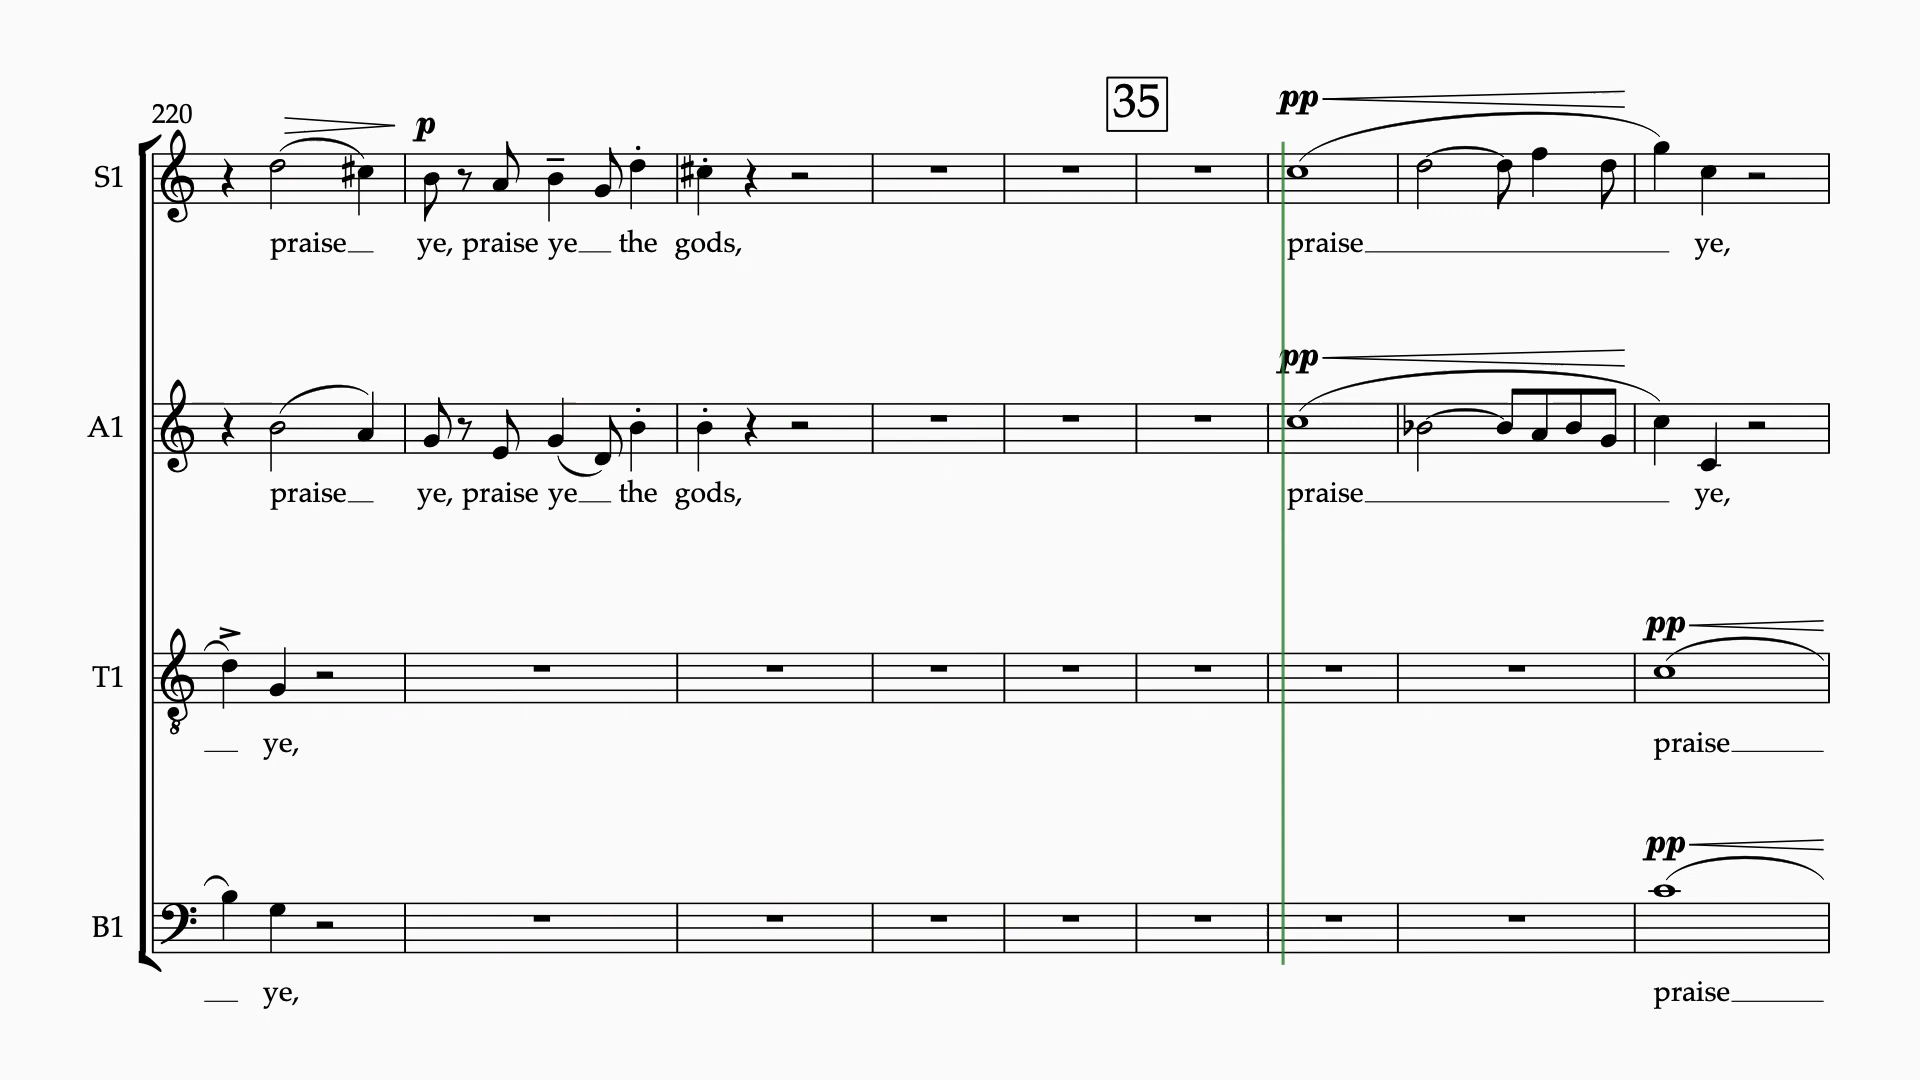 220
35
p
pp
S1
praise ye, praise ye the gods, praise ye,
pp
A1
praise ye, praise ye the gods, praise ye,
pp
T1
8
ye, praise
pp
B1
ye, praise